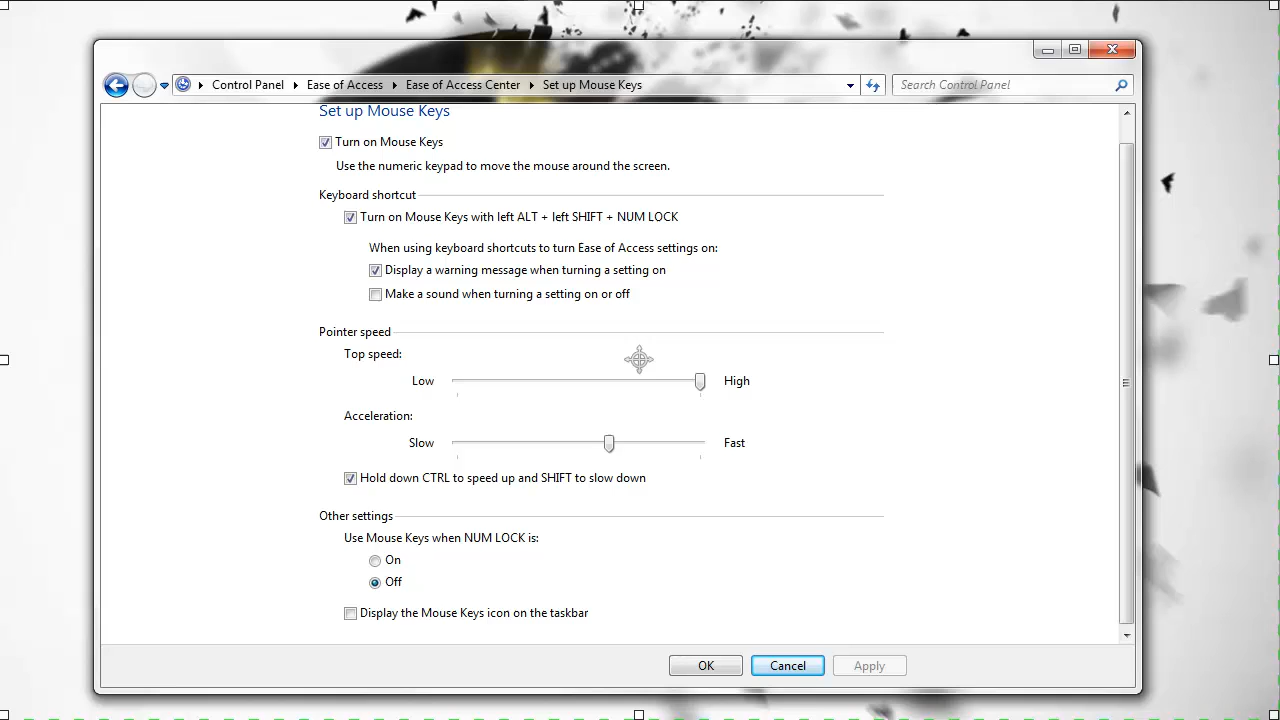 Control Panel Ease of Access Ease of Access Center Set up Mouse Keys Search Control Panel
Set up Mouse Keys
Turn on Mouse Keys
Use the numeric keypad to move the mouse around the screen.
Keyboard shortcut
Turn on Mouse Keys with left ALT + left SHIFT + NUM LOCK
When using keyboard shortcuts to turn Ease of Access settings on:
Display a warning message when turning a setting on
Make a sound when turning a setting on or off
Pointer speed
Top speed:
Low High
Acceleration:
Slow Fast
Hold down CTRL to speed up and SHIFT to slow down
Other settings
Use Mouse Keys when NUM LOCK is:
On
Off
Display the Mouse Keys icon on the taskbar
OK Cancel Apply